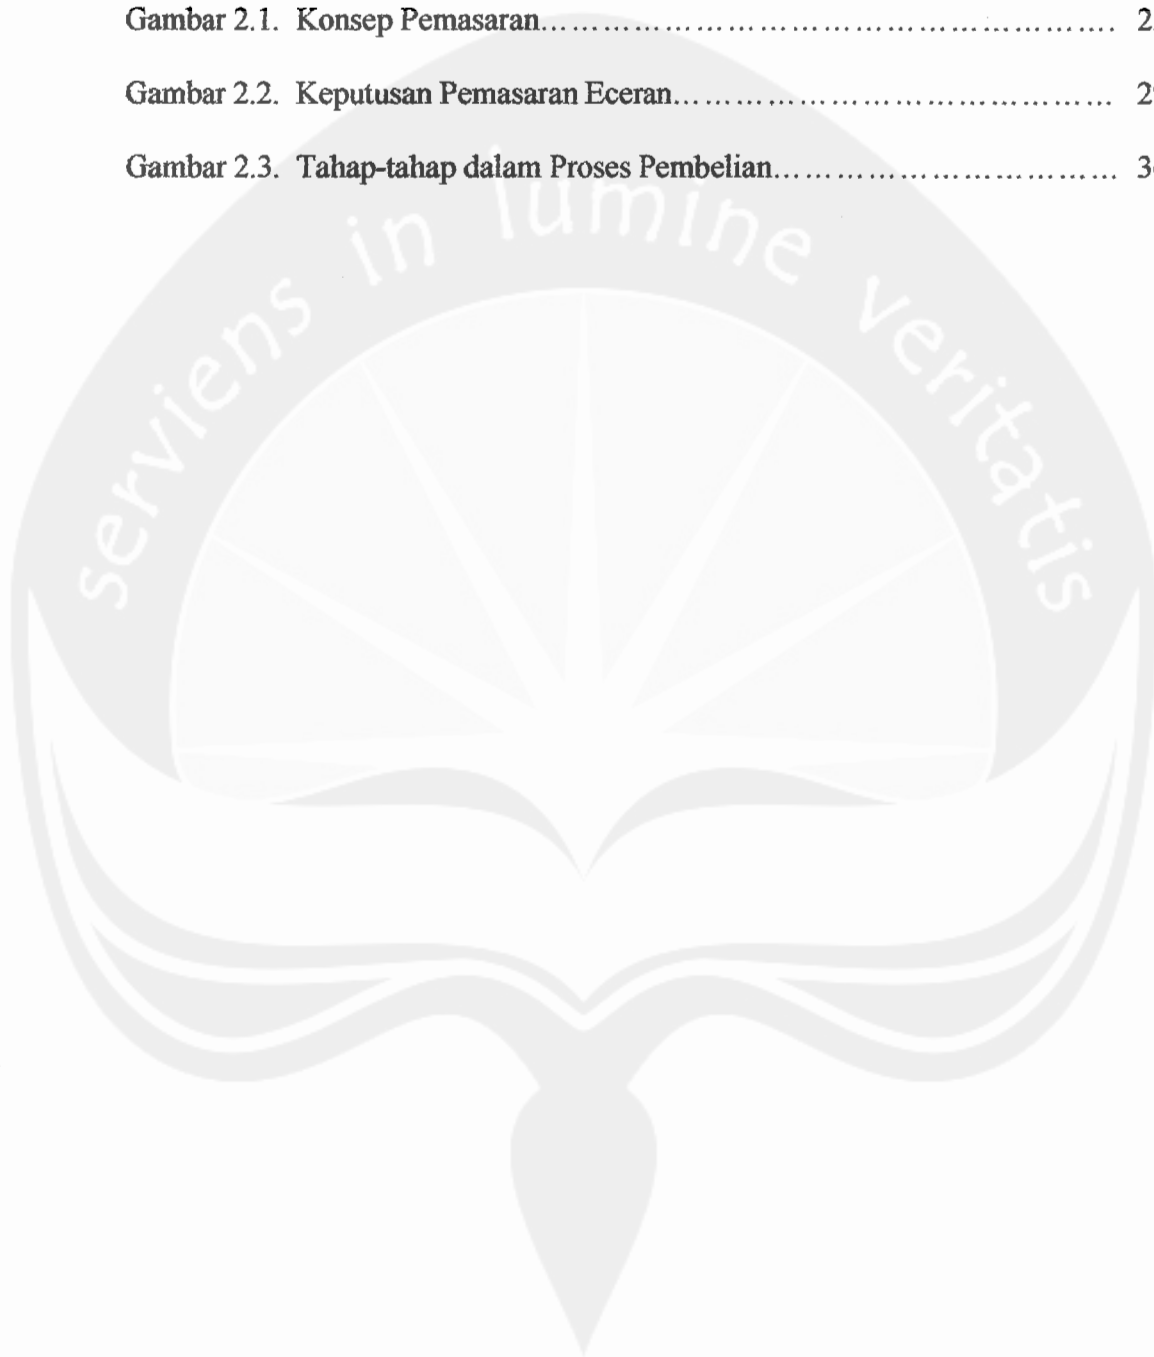 Gambar 2.1. Konsep Pemasaran........................................................ 2
Gambar 2.2. Keputusan Pemasaran Eceran........................................... 2
Gambar 2.3. Tahap-tahap dalam Proses Pembelian................................. 3
serviens in lumine veritatis